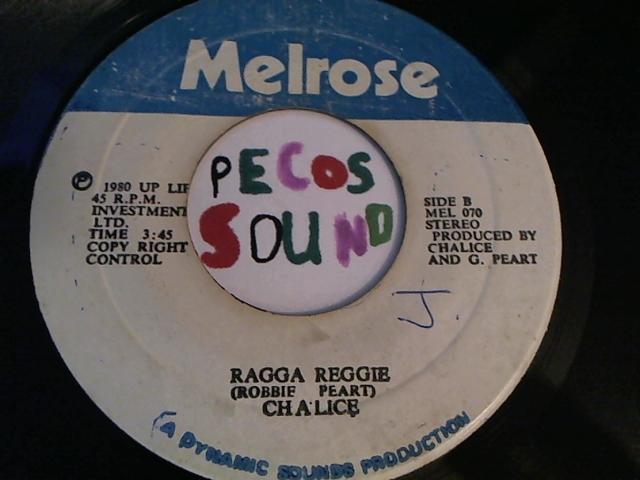 Melrose
PECOS
SOUND
℗ 1980 UP LIF
45 R.P.M.
INVESTMENT
LTD.
TIME 3:45
COPY RIGHT
CONTROL
SIDE B
MEL 070
STEREO
PRODUCED BY
CHALICE
AND G. PEART
J.
RAGGA REGGIE
(ROBBIE PEART)
CHALICE
A DYNAMIC SOUNDS PRODUCTION